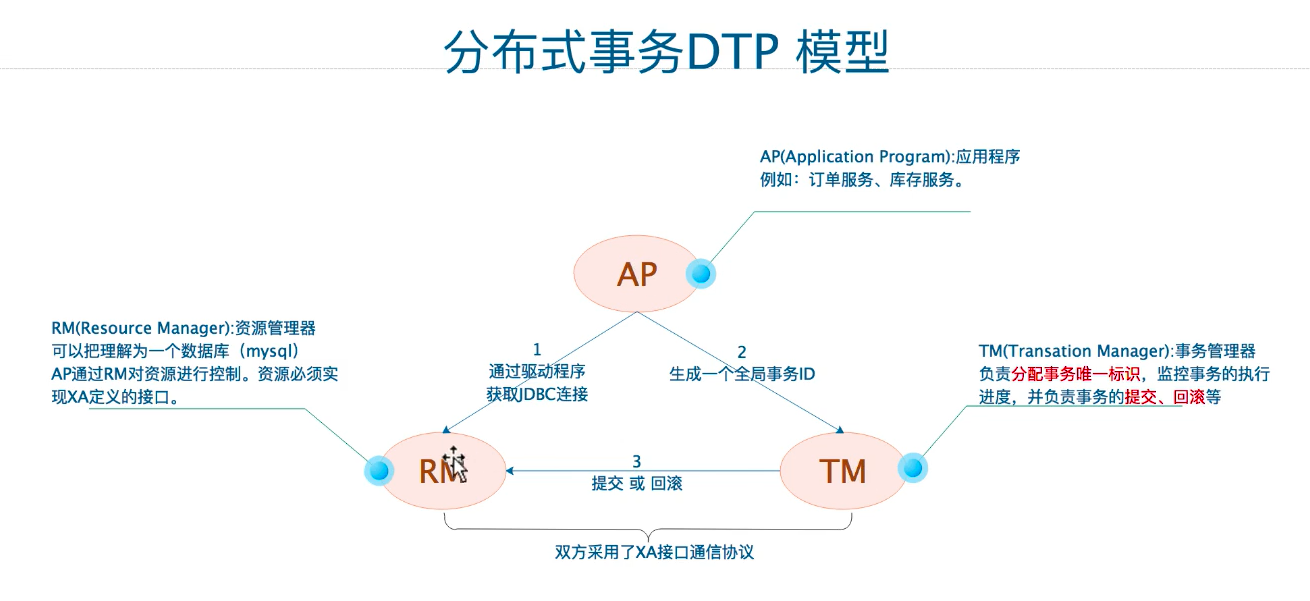 分布式事务DTP 模型
AP(Application Program):应用程序
例如：订单服务、库存服务。
AP
RM(Resource Manager):资源管理器
可以把理解为一个数据库（mysql）
AP通过RM对资源进行控制。资源必须实
现XA定义的接口。
1
通过驱动程序
获取JDBC连接
2
生成一个全局事务ID
TM(Transation Manager):事务管理器
负责分配事务唯一标识，监控事务的执行
进度，并负责事务的提交、回滚等
RM
3
提交 或 回滚
TM
双方采用了XA接口通信协议